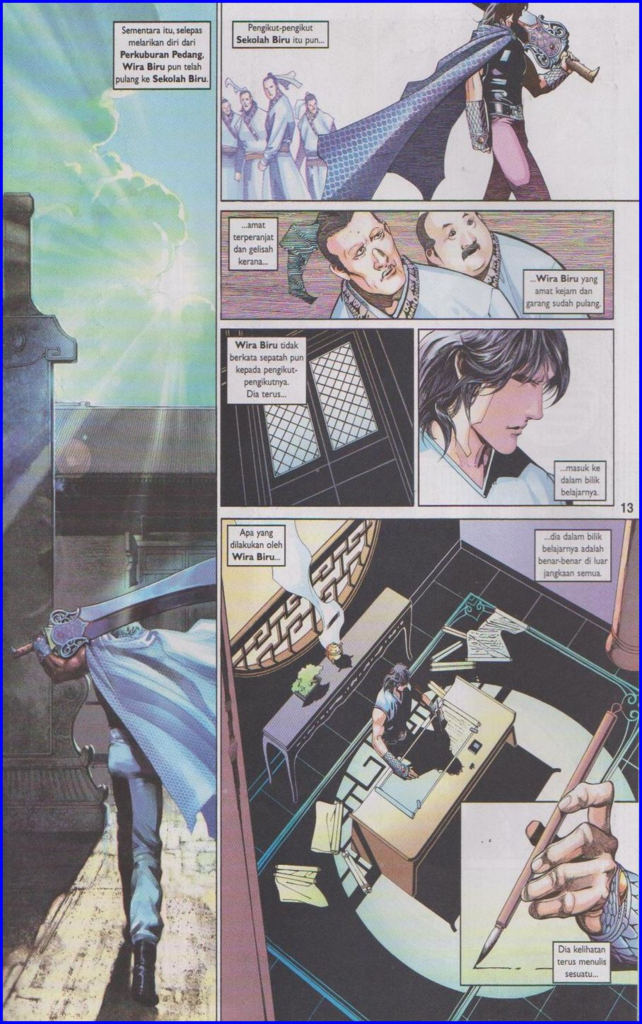 Sementara itu, selepas
melarikan diri dari
Perkuburan Pedang,
Wira Biru pun telah
pulang ke Sekolah Biru.
Pengikut-pengikut
Sekolah Biru itu pun...
...amat
terperanjat
dan gelisah
kerana...
...Wira Biru yang
amat kejam dan
garang sudah pulang.
Wira Biru tidak
berkata sepatah pun
kepada pengikut-
pengikutnya.
Dia terus...
...masuk ke
dalam bilik
belajarnya.
13
Apa yang
dilakukan oleh
Wira Biru...
...dia dalam bilik
belajarnya adalah
benar-benar di luar
jangkaan semua.
Dia kelihatan
terus menulis
sesuatu...